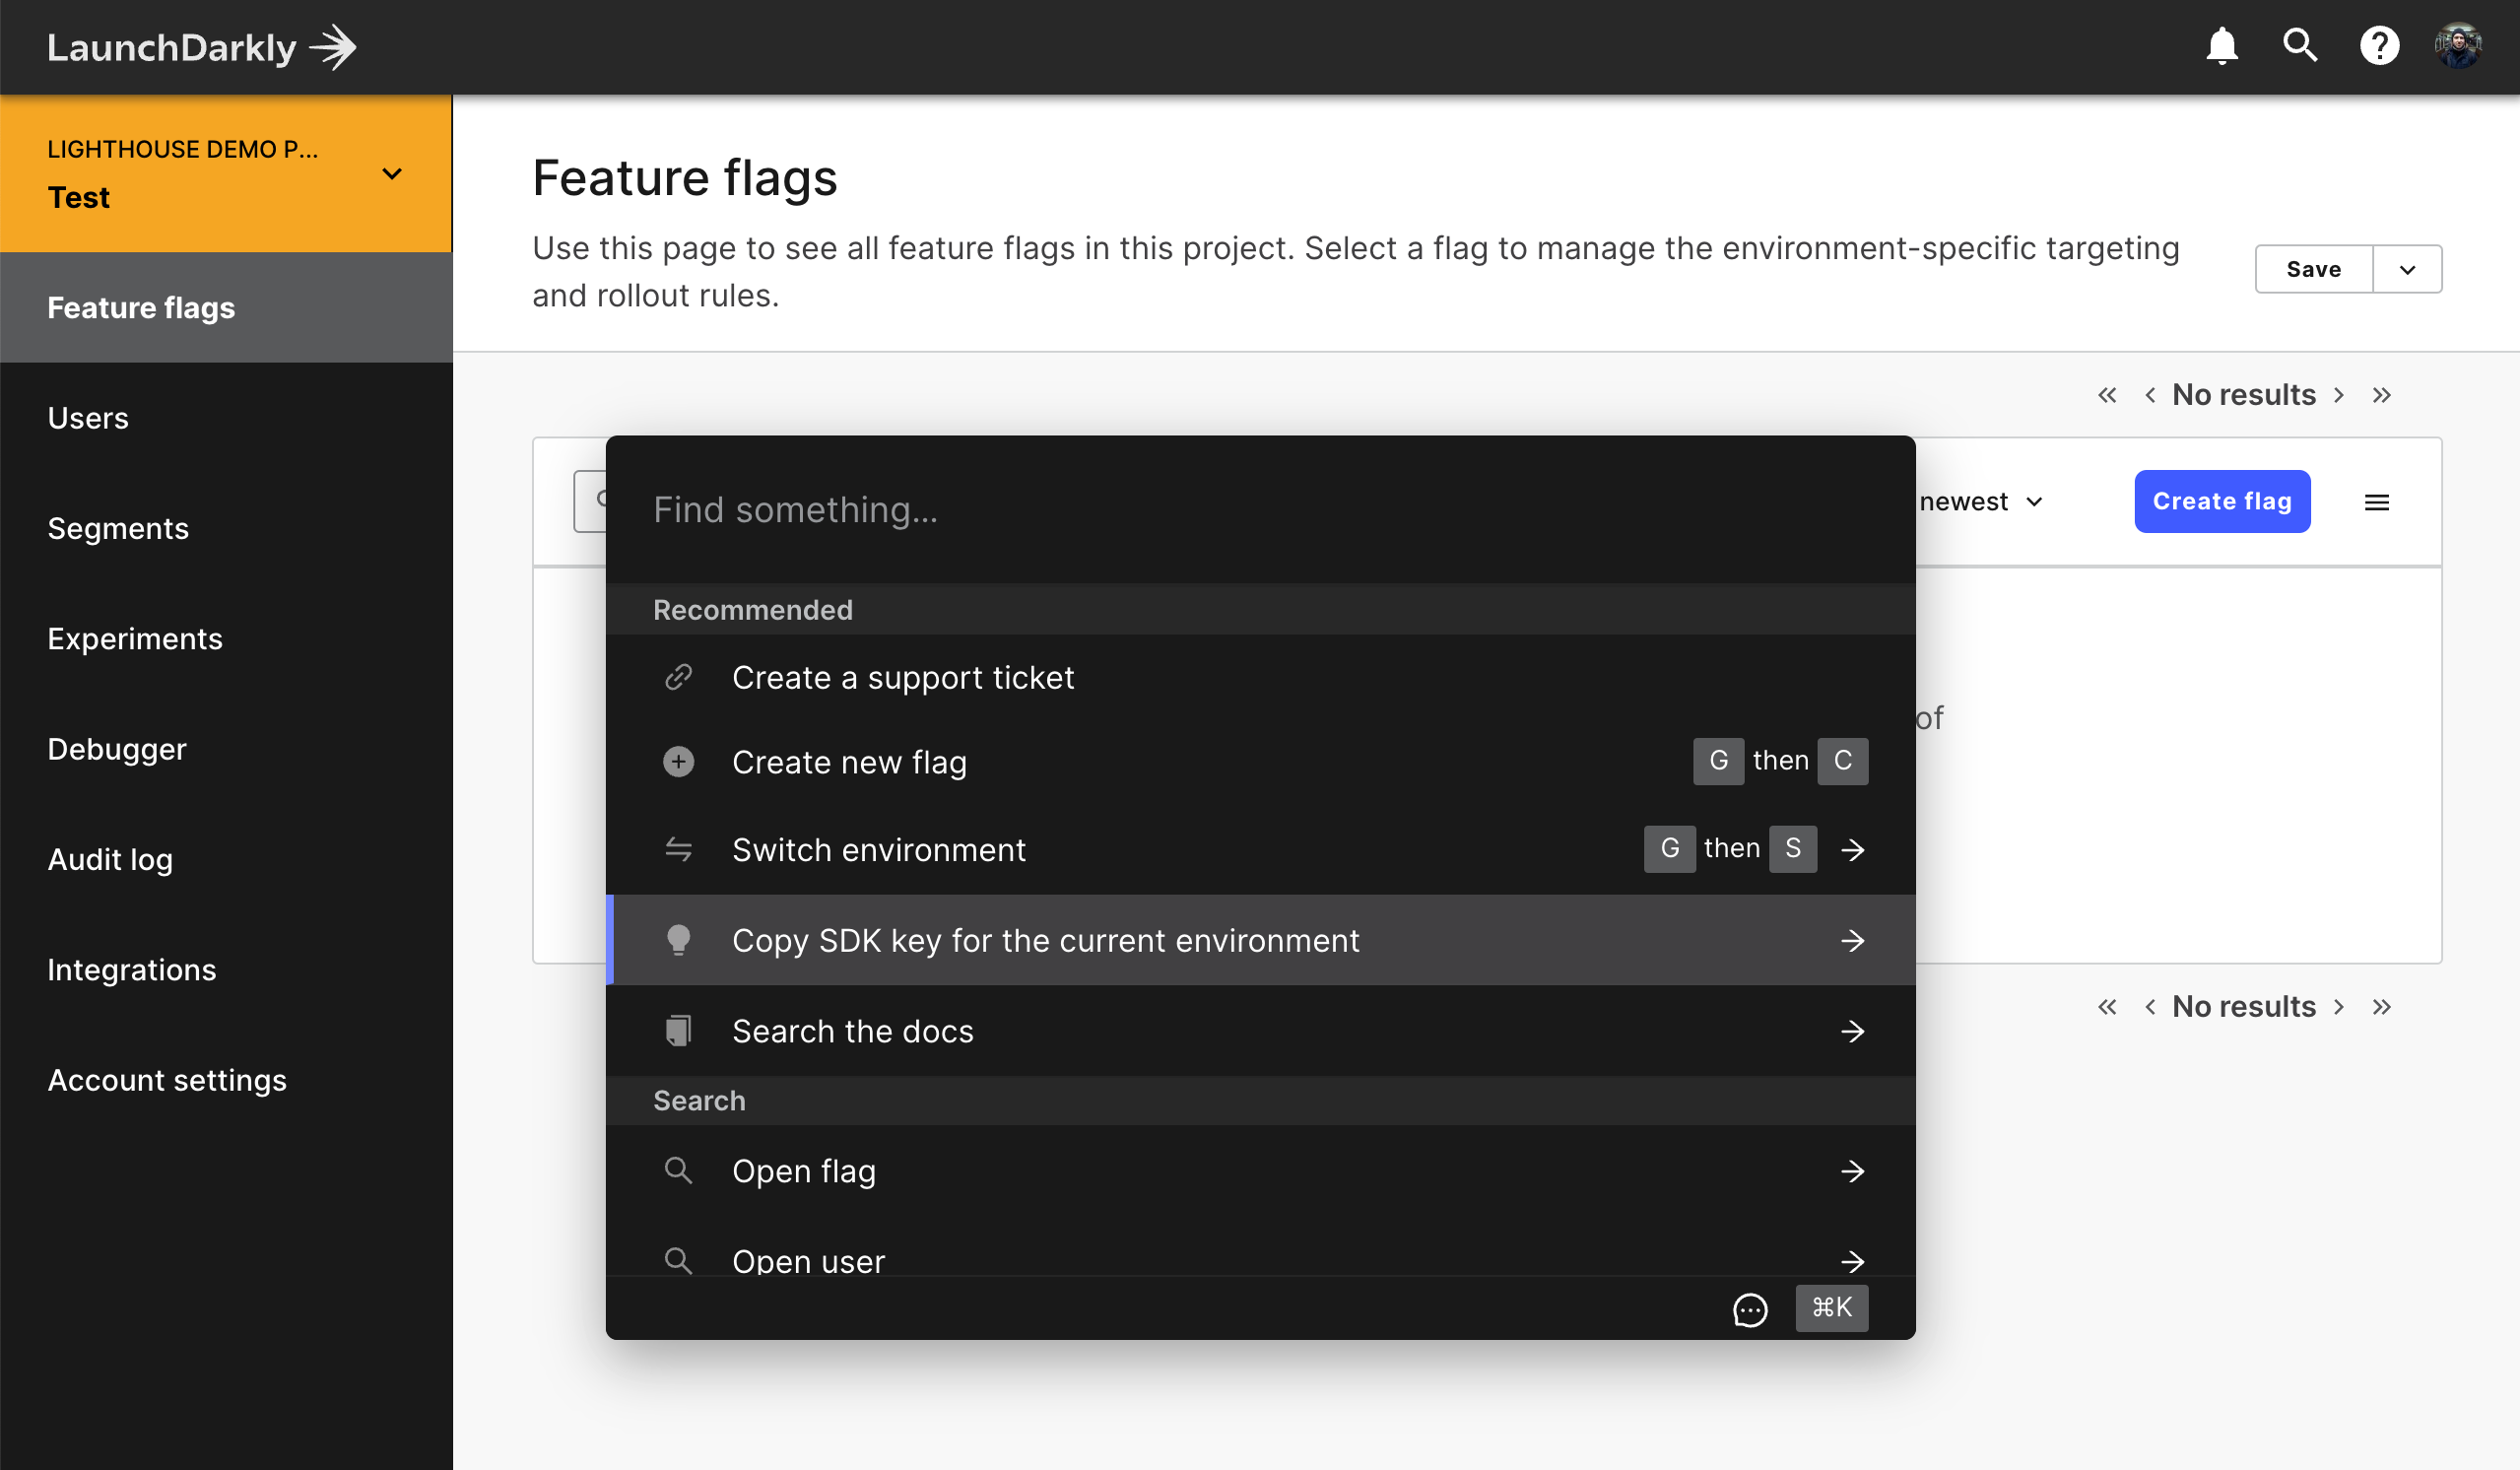 LaunchDarkly
LIGHTHOUSE DEMO P...
Test
Feature flags
Users
Segments
Experiments
Debugger
Audit log
Integrations
Account settings
Feature flags
Use this page to see all feature flags in this project. Select a flag to manage the environment-specific targeting
and rollout rules.
Save
No results
newest
Create flag
of
No results
Find something...
Recommended
Create a support ticket
Create new flag
G then C
Switch environment
G then S
Copy SDK key for the current environment
Search the docs
Search
Open flag
Open user
⌘K